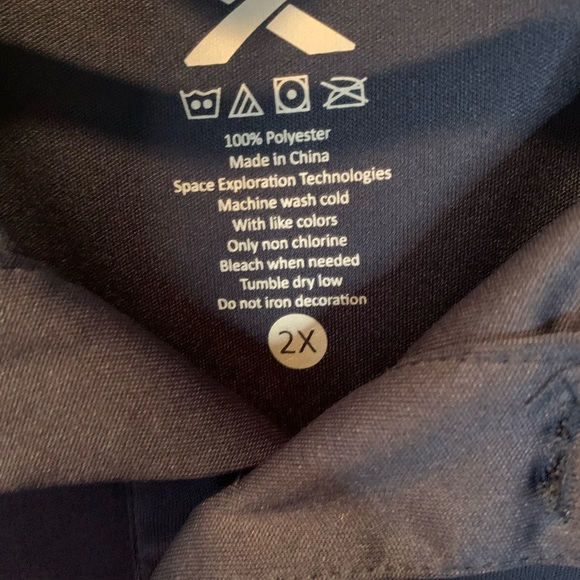 X
100% Polyester
Made in China
Space Exploration Technologies
Machine wash cold
With like colors
Only non chlorine
Bleach when needed
Tumble dry low
Do not iron decoration
2X